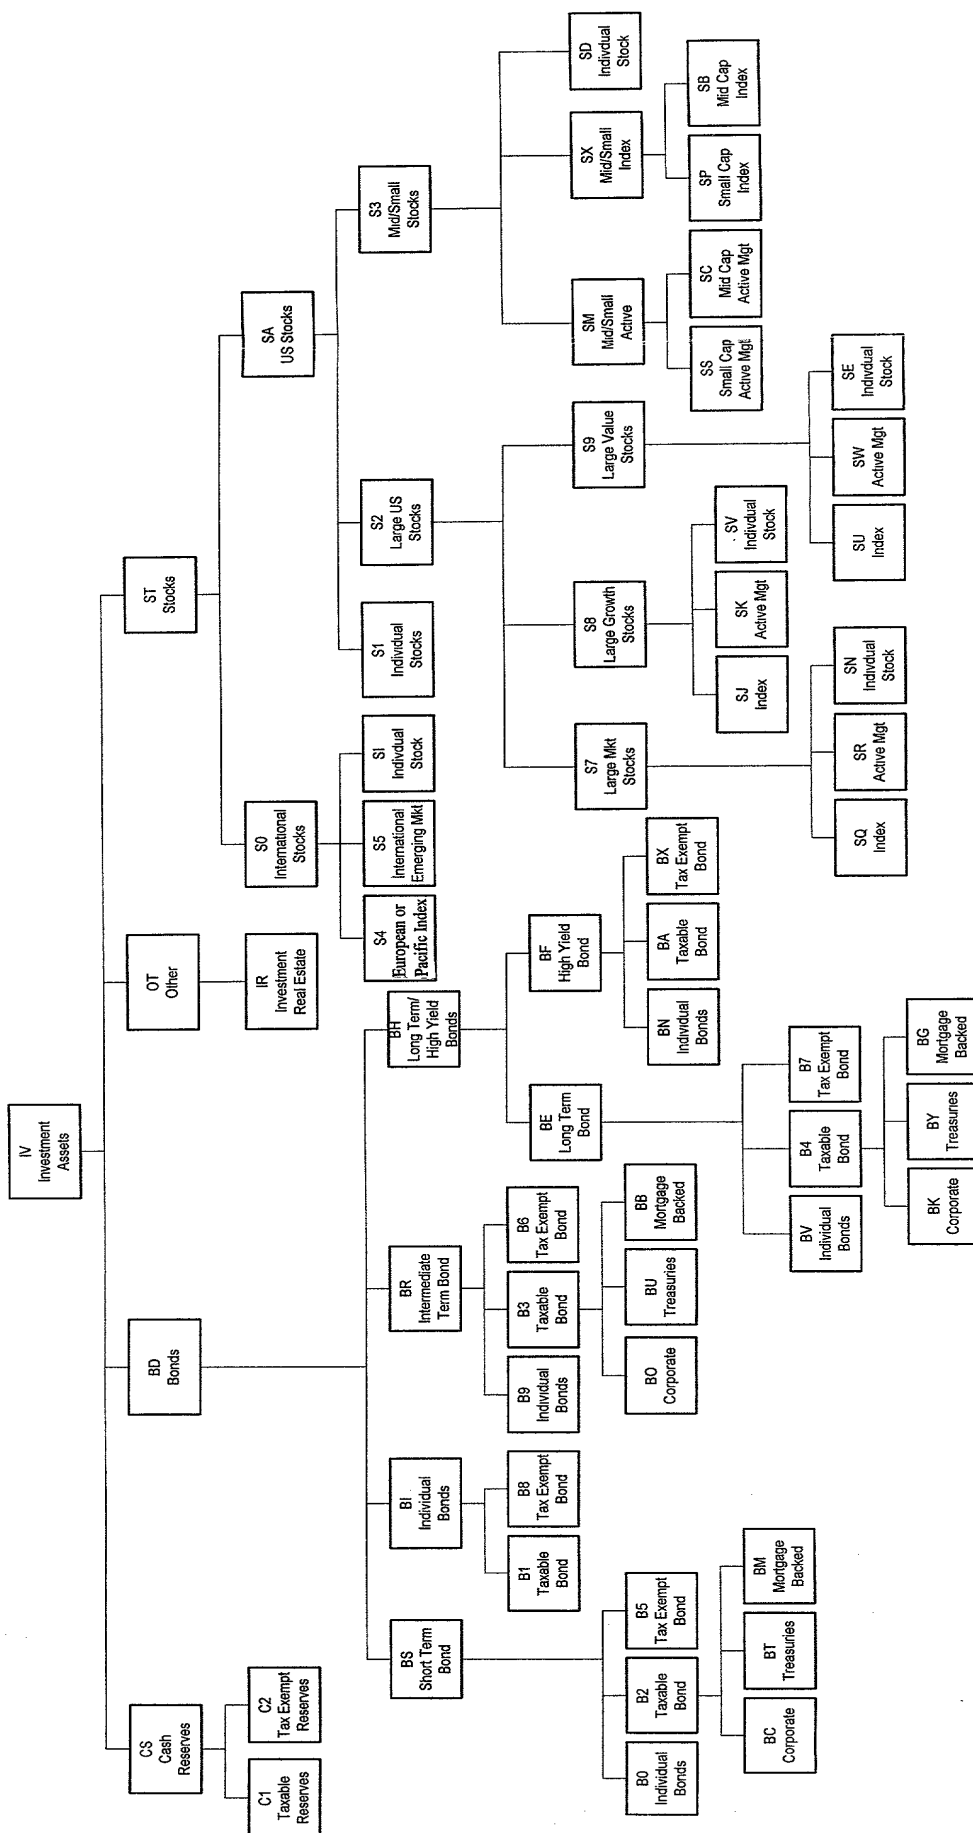 IV
Investment
Assets
CS
Cash
Reserves
BD
Bonds
OT
Other
ST
Stocks
C1
Taxable
Reserves
C2
Tax Exempt
Reserves
IR
Investment
Real Estate
S0
International
Stocks
SA
US Stocks
BS
Short Term
Bond
BI
Individual
Bonds
BR
Intermediate
Term Bond
BH
Long Term/
High Yield
Bonds
S4
European or
Pacific Index
S5
International
Emerging Mkt
SI
Indivdual
Stock
S1
Individual
Stocks
S2
Large US
Stocks
S3
Mid/Small
Stocks
B1
Taxable
Bond
B8
Tax Exempt
Bond
B9
Individual
Bonds
B3
Taxable
Bond
B6
Tax Exempt
Bond
BE
Long Term
Bond
BF
High Yield
Bond
S7
Large Mkt
Stocks
S8
Large Growth
Stocks
S9
Large Value
Stocks
SM
Mid/Small
Active
SX
Mid/Small
Index
SD
Indivdual
Stock
B0
Individual
Bonds
B2
Taxable
Bond
B5
Tax Exempt
Bond
BO
Corporate
BU
Treasuries
BB
Mortgage
Backed
BN
Individual
Bonds
BA
Taxable
Bond
BX
Tax Exempt
Bond
SJ
Index
SK
Active Mgt
SV
Indivdual
Stock
SS
Small Cap
Active Mgt
SC
Mid Cap
Active Mgt
SP
Small Cap
Index
SB
Mid Cap
Index
BC
Corporate
BT
Treasuries
BM
Mortgage
Backed
BV
Individual
Bonds
B4
Taxable
Bond
B7
Tax Exempt
Bond
SQ
Index
SR
Active Mgt
SN
Indivdual
Stock
SU
Index
SW
Active Mgt
SE
Indivdual
Stock
BK
Corporate
BY
Treasuries
BG
Mortgage
Backed